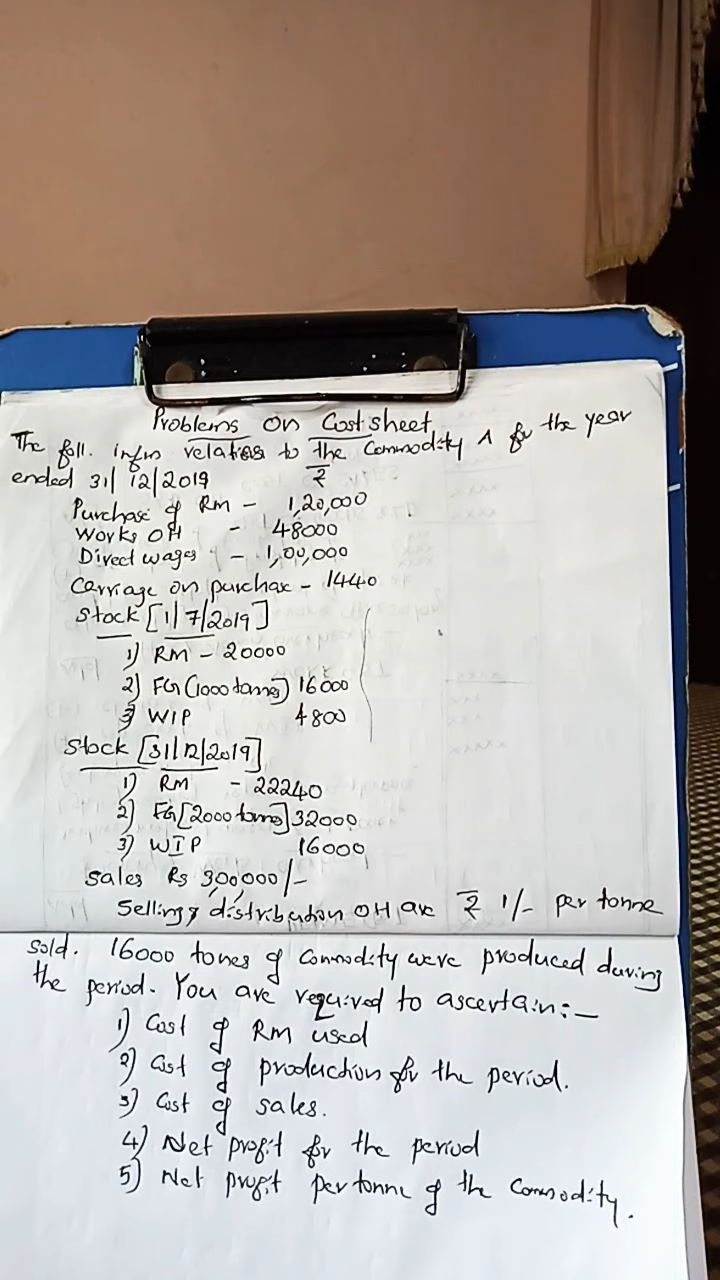 Problems on Cost sheet
The foll. infn relates to the Commodity A for the year
ended 31/12/2019 ₹
Purchase of RM - 1,20,000
Works OH - 48000
Direct wages - 1,00,000
Carriage on purchase - 1440
Stock [1/7/2019]
1) RM - 20000
2) FG (1000 tonnes) 16000
3) WIP 4800
Stock [31/12/2019]
1) RM - 22240
2) FG [2000 tonnes] 32000
3) WIP 16000
Sales Rs 300,000/-
Selling & distribution OH are ₹ 1/- per tonne
sold. 16000 tones of Commodity were produced during
the period. You are required to ascertain:-
1) Cost of RM used
2) Cost of production for the period.
3) Cost of sales.
4) Net profit for the period
5) Net profit per tonne of the Commodity.